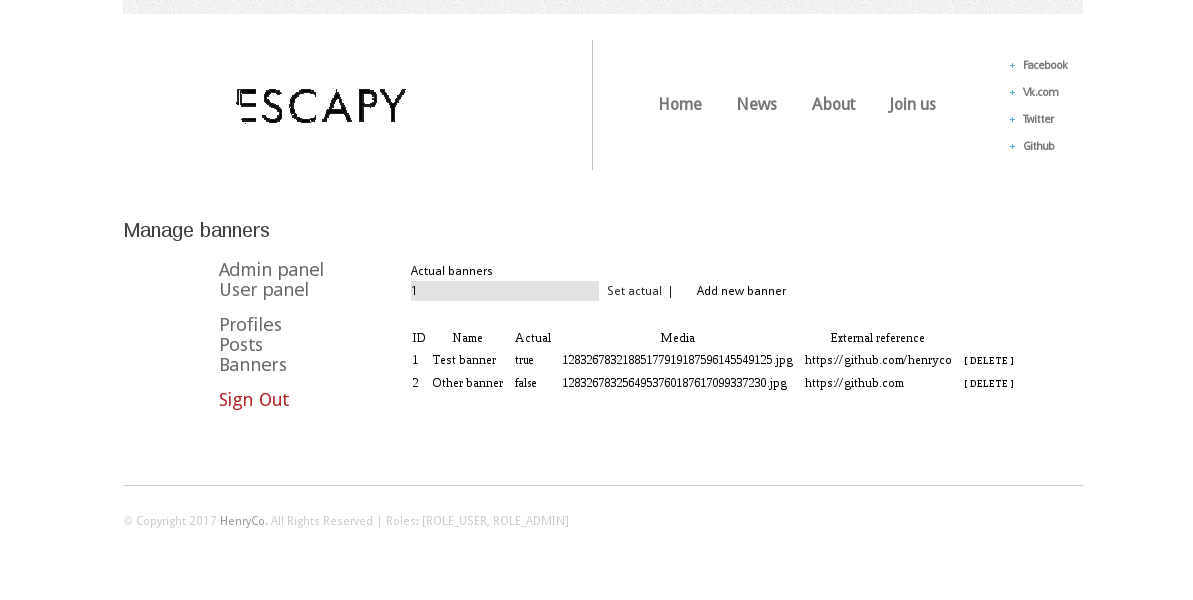 ESCAPY
Home News About Join us
+ Facebook
+ Vk.com
+ Twitter
+ Github
Manage banners
Admin panel
User panel
Profiles
Posts
Banners
Sign Out
Actual banners
1 Set actual | Add new banner
ID Name Actual Media External reference
1 Test banner true 12832678321885177919187596145549125.jpg https://github.com/henryco [ DELETE ]
2 Other banner false 1283267832564953760187617099337230.jpg https://github.com [ DELETE ]
© Copyright 2017 HenryCo. All Rights Reserved | Roles: [ROLE_USER, ROLE_ADMIN]